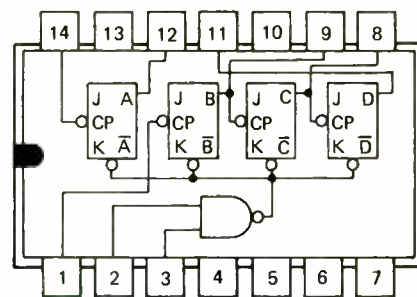 14 13 12 11 10 9 8
J A J B J C J D
CP CP CP CP
K A̅ K B̅ K C̅ K D̅
1 2 3 4 5 6 7